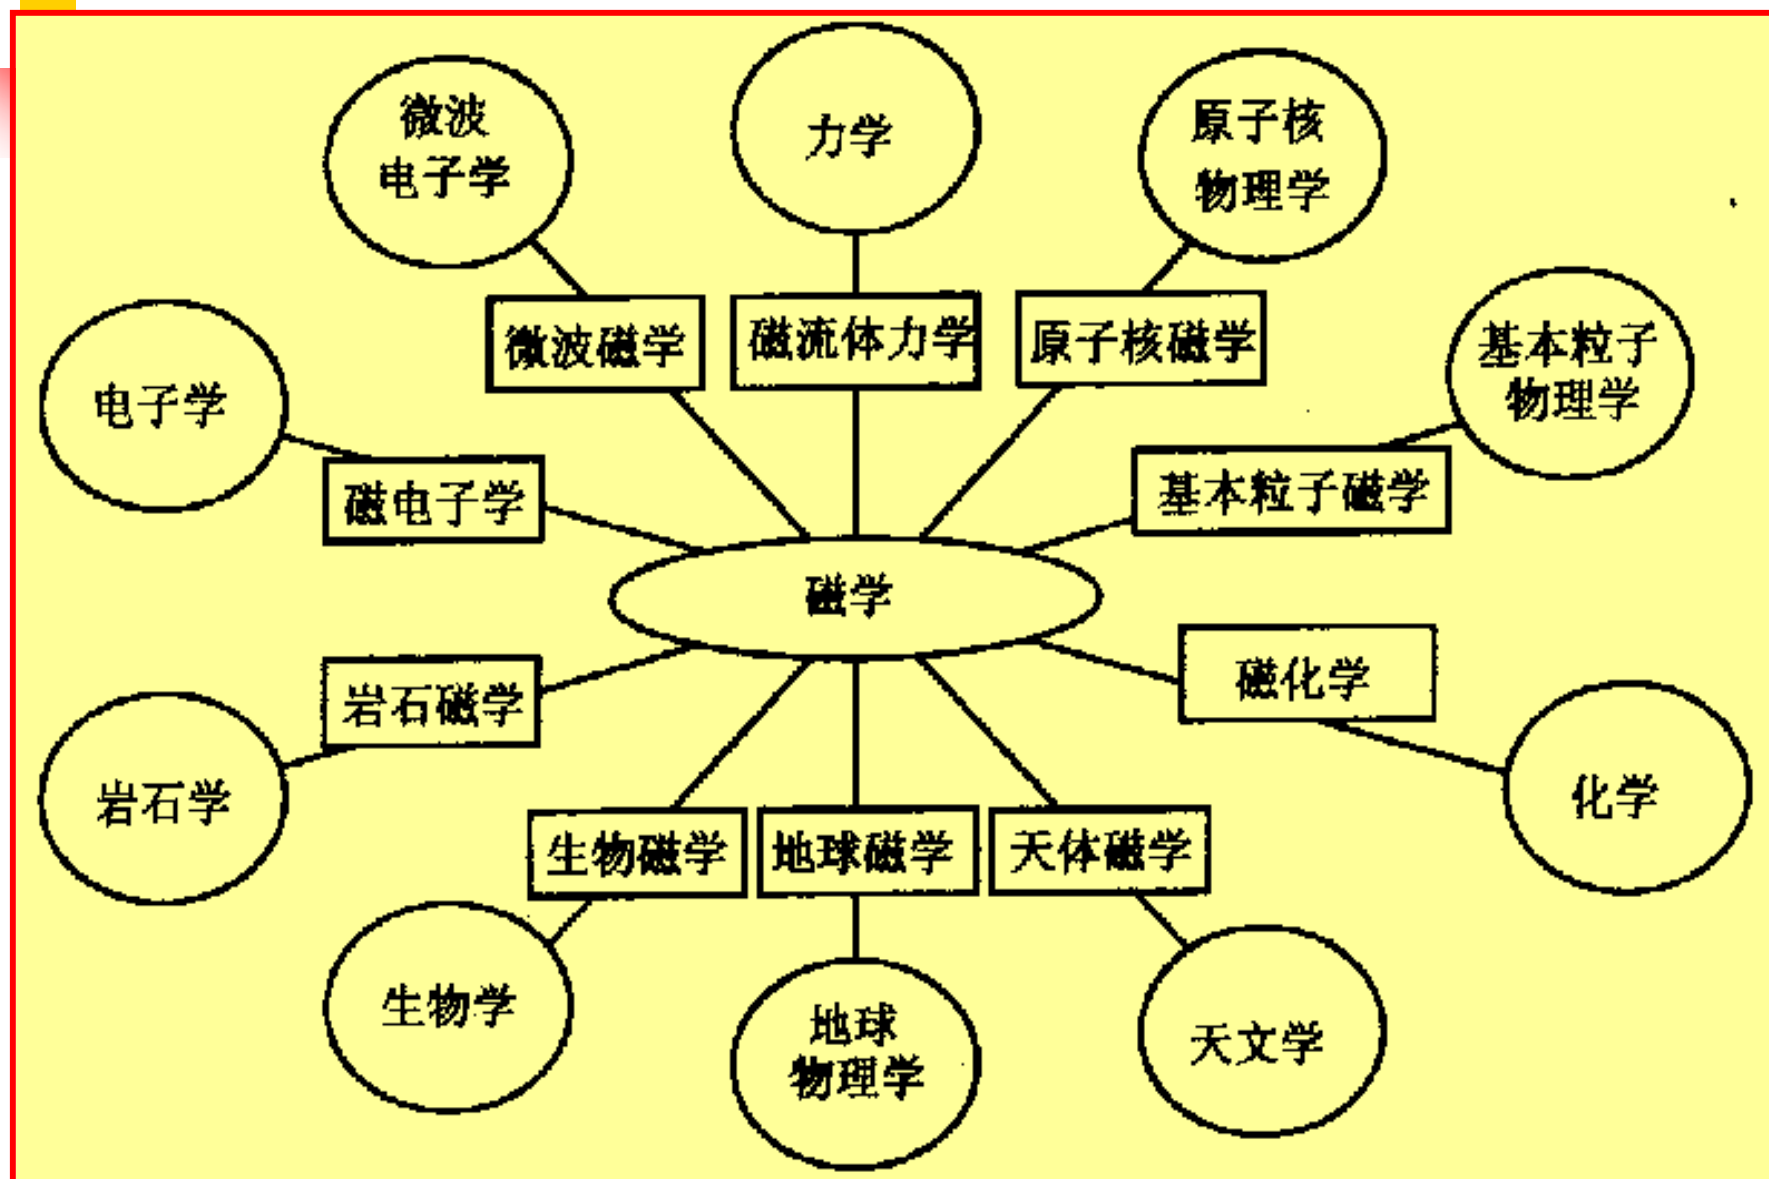 微波
电子学
力学
原子核
物理学
微波磁学
磁流体力学
原子核磁学
基本粒子
物理学
电子学
磁电子学
基本粒子磁学
磁学
岩石磁学
磁化学
岩石学
化学
生物磁学
地球磁学
天体磁学
生物学
地球
物理学
天文学